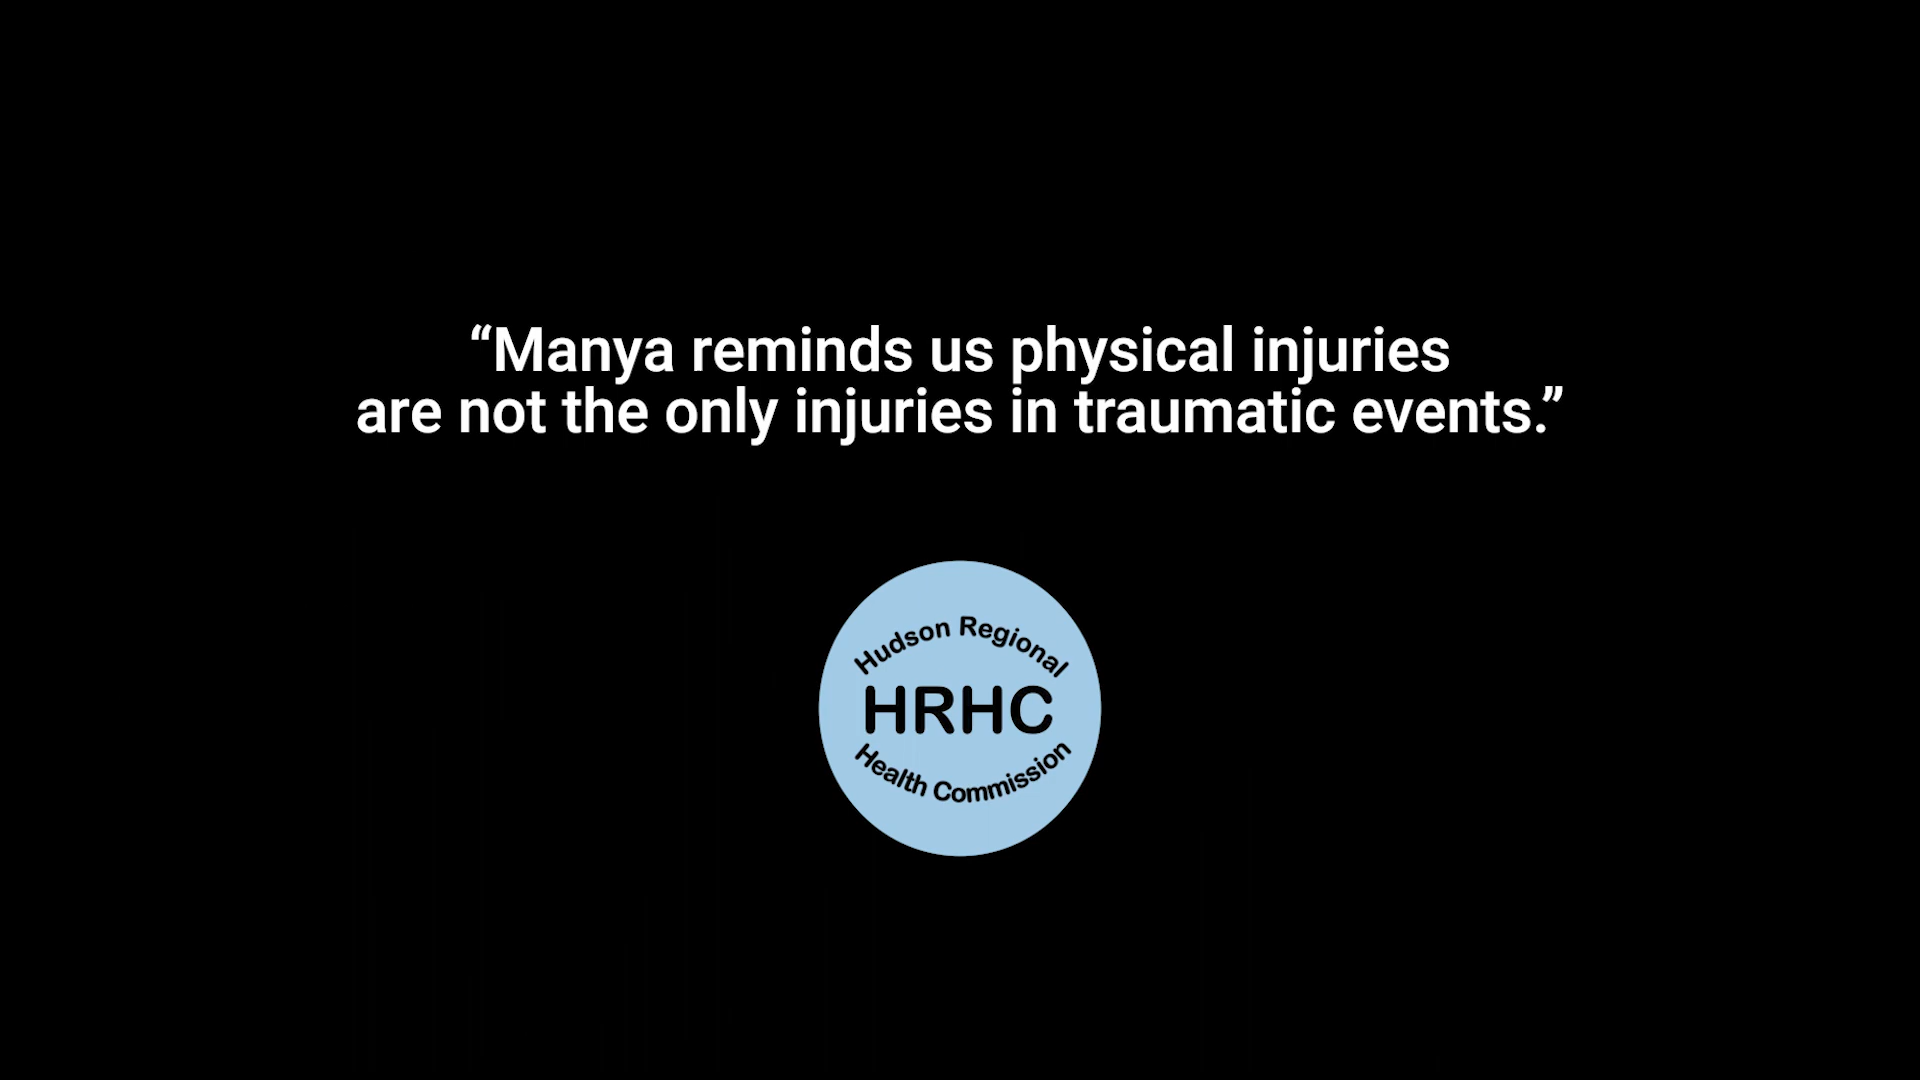 “Manya reminds us physical injuries
are not the only injuries in traumatic events.”
Hudson Regional
HRHC
Health Commission